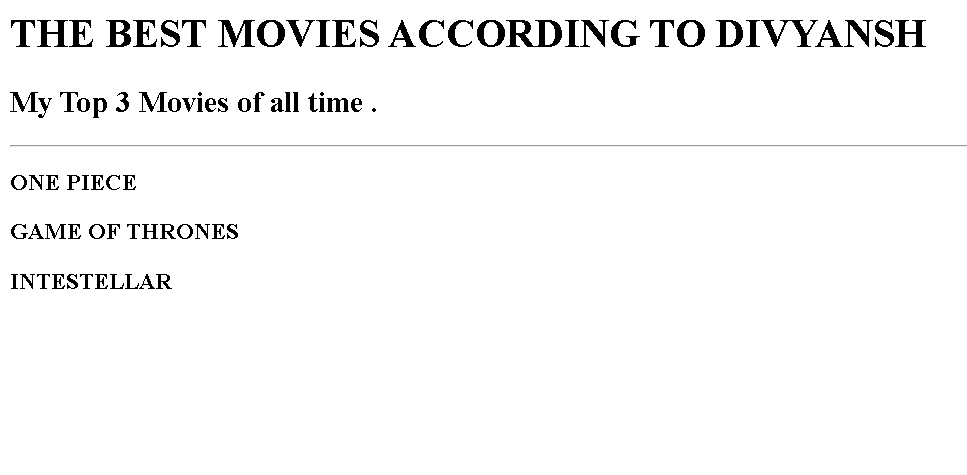 THE BEST MOVIES ACCORDING TO DIVYANSH
My Top 3 Movies of all time .
ONE PIECE
GAME OF THRONES
INTESTELLAR